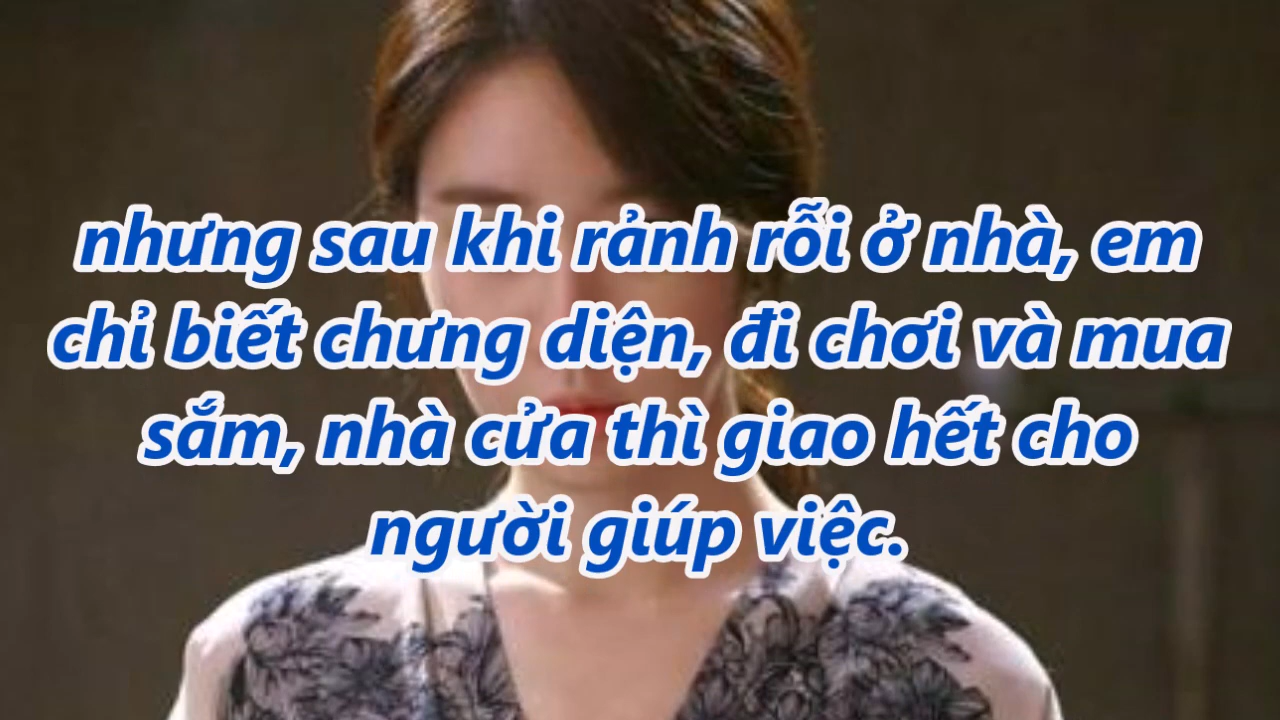 nhưng sau khi rảnh rỗi ở nhà, em
chỉ biết chưng diện, đi chơi và mua
sắm, nhà cửa thì giao hết cho
người giúp việc.